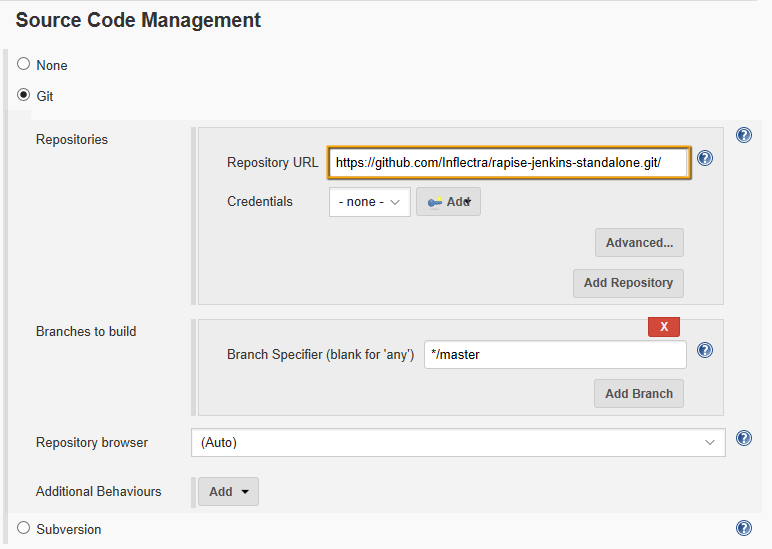 Source Code Management
None
Git
Repositories
Repository URL https://github.com/Inflectra/rapise-jenkins-standalone.git/
Credentials - none - Add
Advanced...
Add Repository
Branches to build
X
Branch Specifier (blank for 'any') */master
Add Branch
Repository browser (Auto)
Additional Behaviours Add
Subversion